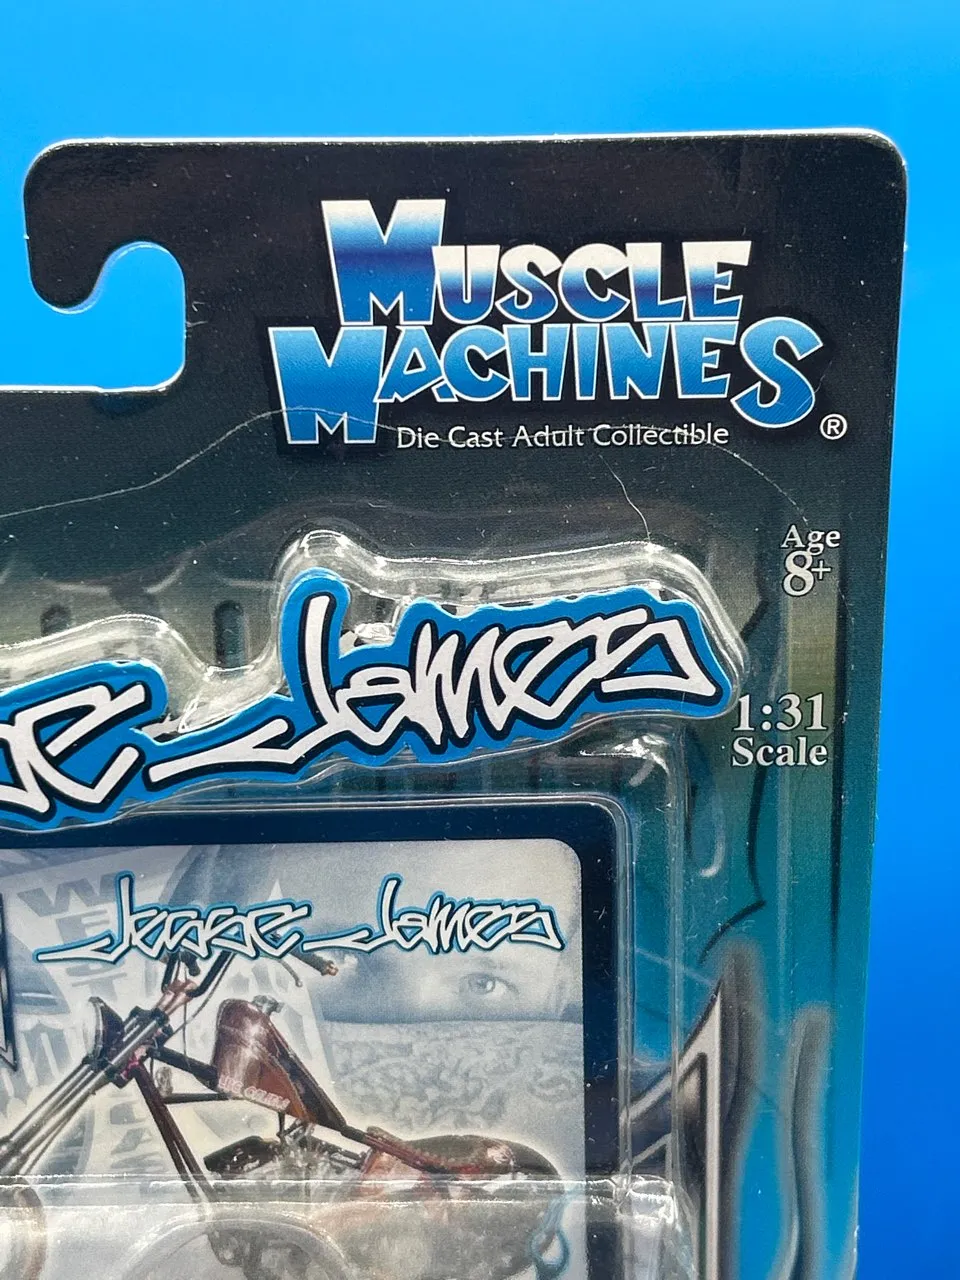 MUSCLE
MACHINES®
Die Cast Adult Collectible
Age
8+
James
1:31
Scale
Jesse James